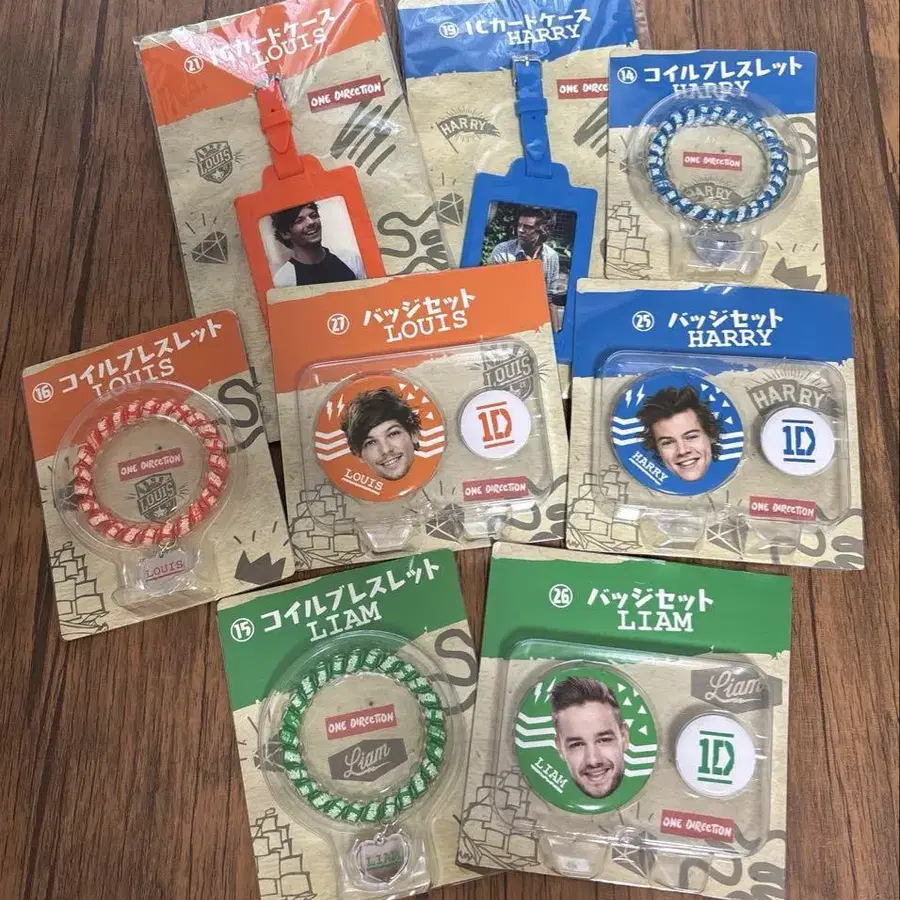 ㉑ ICカードケース
LOUIS
ONE DIRECTION
LOUIS
⑲ ICカードケース
HARRY
ONE DIRECTION
HARRY
⑭ コイルブレスレット
HARRY
ONE DIRECTION
HARRY
⑯ コイルブレスレット
LOUIS
ONE DIRECTION
LOUIS
LOUIS
㉗ バッジセット
LOUIS
LOUIS
LOUIS
1D
ONE DIRECTION
㉕ バッジセット
HARRY
HARRY
HARRY
1D
ONE DIRECTION
⑮ コイルブレスレット
LIAM
ONE DIRECTION
Liam
LIAM
㉖ バッジセット
LIAM
Liam
LIAM
1D
ONE DIRECTION